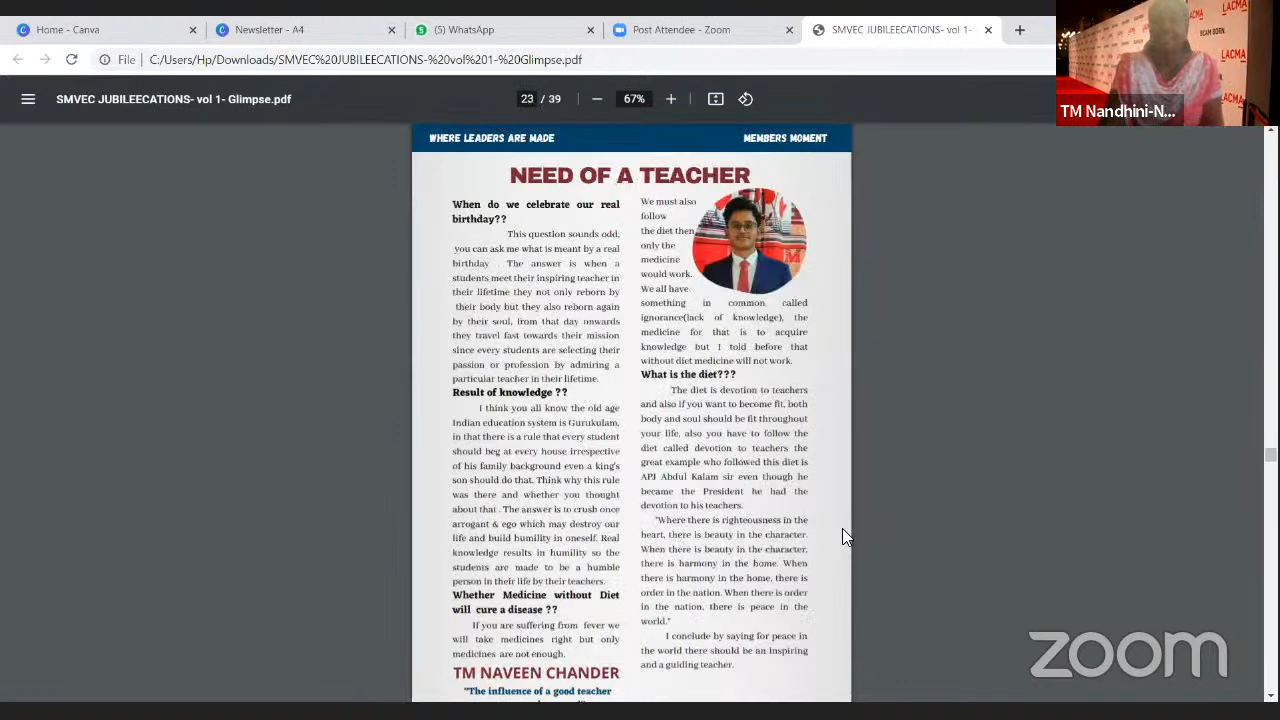 Home - Canva
Newsletter - A4
(5) WhatsApp
Post Attendee - Zoom
SMVEC JUBILEECATIONS- vol 1-
File
C:/Users/Hp/Downloads/SMVEC%20JUBILEECATIONS-%20vol%201-%20Glimpse.pdf
SMVEC JUBILEECATIONS- vol 1- Glimpse.pdf
23 / 39
67%
LACMA
LACMA
LACMA
TM Nandhini-N...
WHERE LEADERS ARE MADE
MEMBERS MOMENT
NEED OF A TEACHER
When do we celebrate our real
birthday??
This question sounds odd,
you can ask me what is meant by a real
birthday . The answer is when a
students meet their inspiring teacher in
their lifetime they not only reborn by
their body but they also reborn again
by their soul, from that day onwards
they travel fast towards their mission
since every students are selecting their
passion or profession by admiring a
particular teacher in their lifetime.
Result of knowledge ??
I think you all know the old age
Indian education system is Gurukulam,
in that there is a rule that every student
should beg at every house irrespective
of his family background even a king's
son should do that. Think why this rule
was there and whether you thought
about that . The answer is to crush once
arrogant & ego which may destroy our
life and build humility in oneself. Real
knowledge results in humility so the
students are made to be a humble
person in their life by their teachers.
Whether Medicine without Diet
will cure a disease ??
If you are suffering from fever we
will take medicines right but only
medicines are not enough.
TM NAVEEN CHANDER
"The influence of a good teacher
We must also
follow
the diet then
only the
medicine
would work.
We all have
something in common called
ignorance(lack of knowledge), the
medicine for that is to acquire
knowledge but I told before that
without diet medicine will not work.
What is the diet???
The diet is devotion to teachers
and also if you want to become fit, both
body and soul should be fit throughout
your life, also you have to follow the
diet called devotion to teachers the
great example who followed this diet is
APJ Abdul Kalam sir even though he
became the President he had the
devotion to his teachers.
"Where there is righteousness in the
heart, there is beauty in the character.
When there is beauty in the character,
there is harmony in the home. When
there is harmony in the home, there is
order in the nation. When there is order
in the nation, there is peace in the
world."
I conclude by saying for peace in
the world there should be an inspiring
and a guiding teacher.
zoom